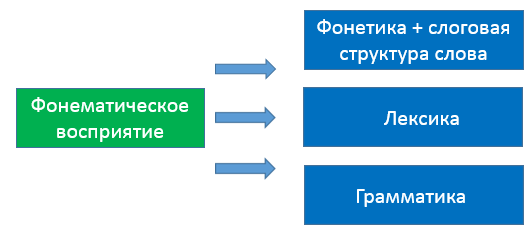 Фонематическое
восприятие
Фонетика + слоговая
структура слова
Лексика
Грамматика